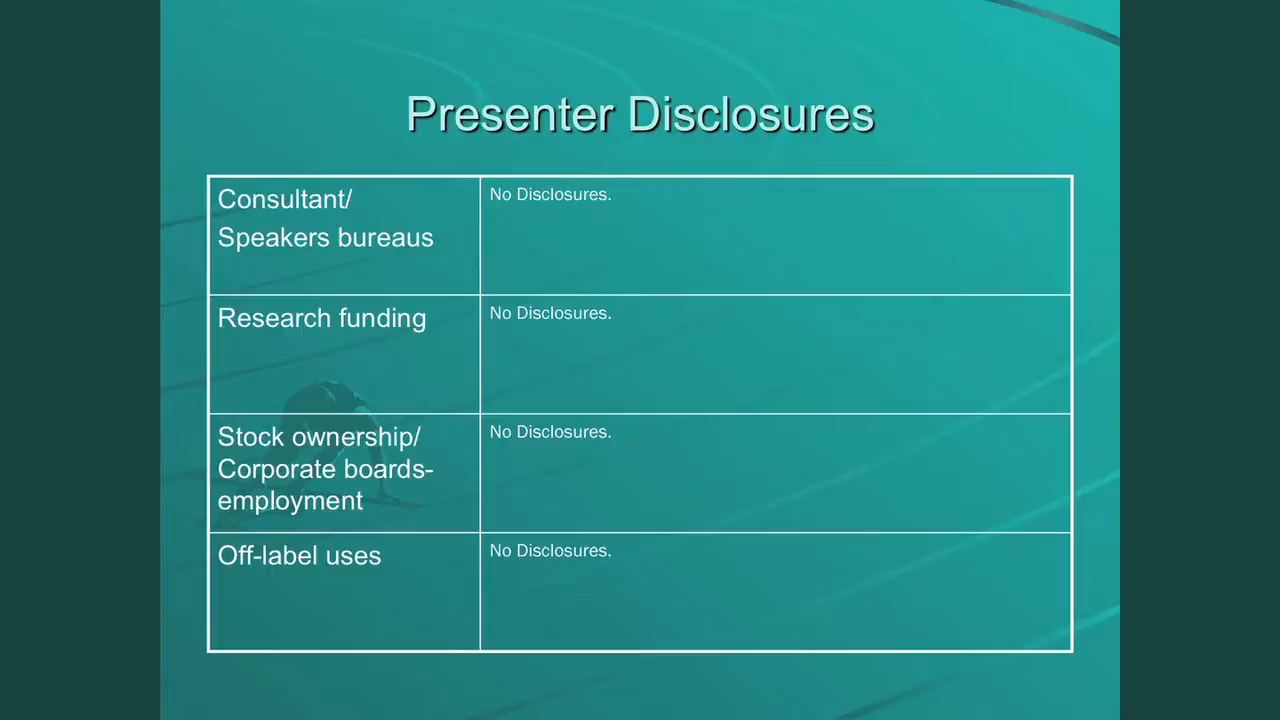 Presenter Disclosures
Consultant/
Speakers bureaus
No Disclosures.
Research funding
No Disclosures.
Stock ownership/
Corporate boards-
employment
No Disclosures.
Off-label uses
No Disclosures.